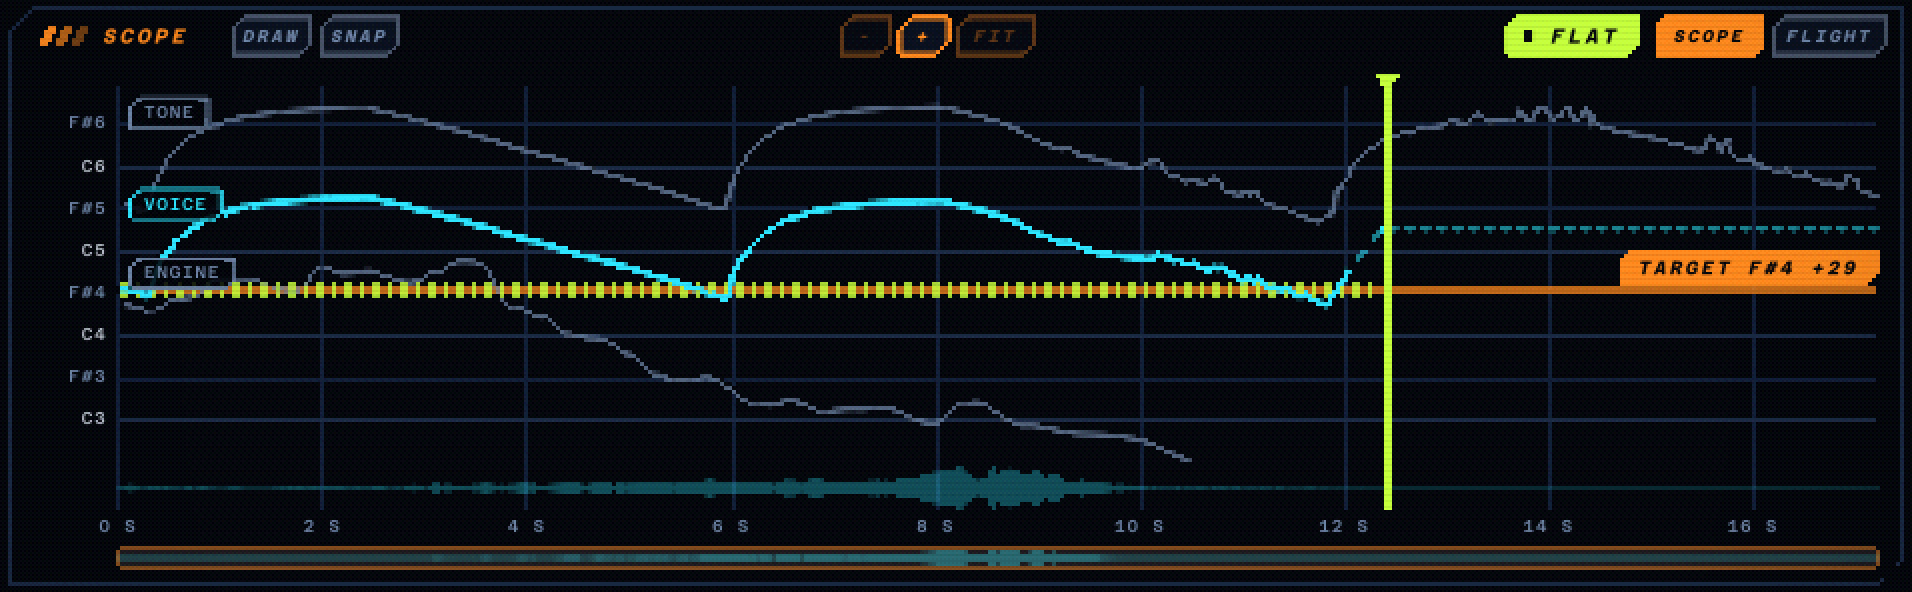 SCOPE DRAW SNAP - + FIT FLAT SCOPE FLIGHT
TONE
F#6
C6
VOICE
F#5
C5
TARGET F#4 +29
ENGINE
F#4
C4
F#3
C3
0 S 2 S 4 S 6 S 8 S 10 S 12 S 14 S 16 S